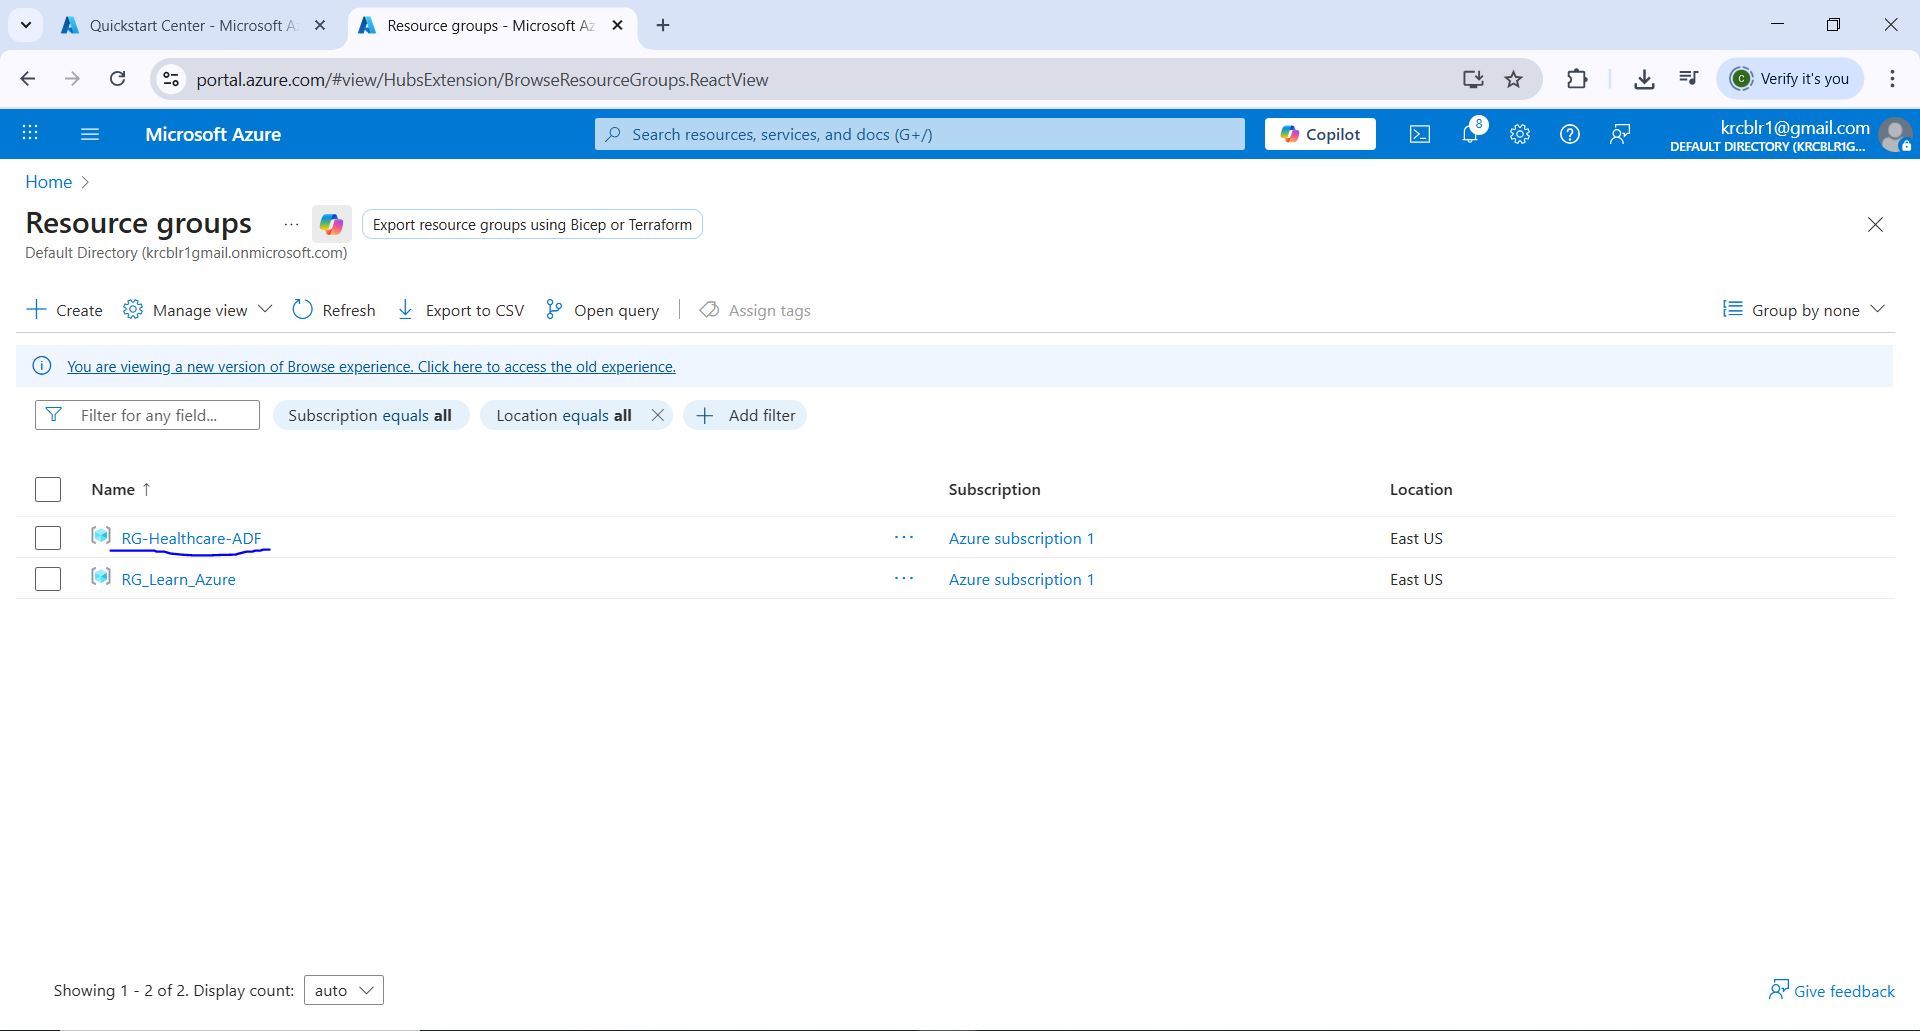 Quickstart Center - Microsoft A
Resource groups - Microsoft Az
portal.azure.com/#view/HubsExtension/BrowseResourceGroups.ReactView
C
Verify it's you
Microsoft Azure
Search resources, services, and docs (G+/)
Copilot
8
krcblr1@gmail.com
DEFAULT DIRECTORY (KRCBLR1G...
Home
Resource groups
...
Export resource groups using Bicep or Terraform
Default Directory (krcblr1gmail.onmicrosoft.com)
Create
Manage view
Refresh
Export to CSV
Open query
Assign tags
Group by none
You are viewing a new version of Browse experience. Click here to access the old experience.
Filter for any field...
Subscription equals all
Location equals all
Add filter
Name ↑
Subscription
Location
RG-Healthcare-ADF
...
Azure subscription 1
East US
RG_Learn_Azure
...
Azure subscription 1
East US
Showing 1 - 2 of 2. Display count:
auto
Give feedback